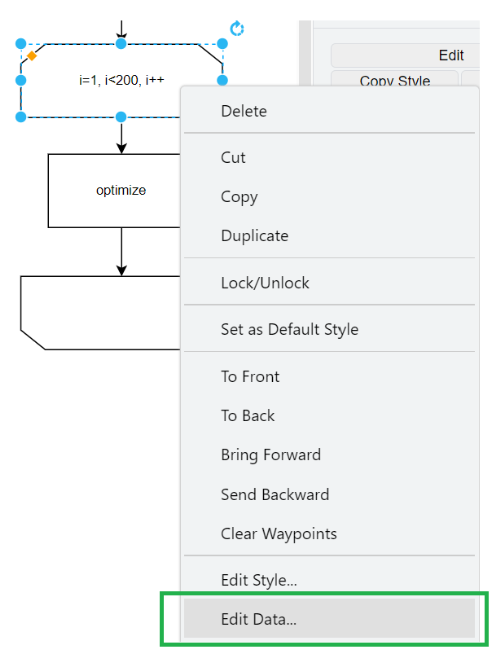 Edit
i=1, i<200, i++
Copy Style
Delete
Cut
optimize
Copy
Duplicate
Lock/Unlock
Set as Default Style
To Front
To Back
Bring Forward
Send Backward
Clear Waypoints
Edit Style...
Edit Data...